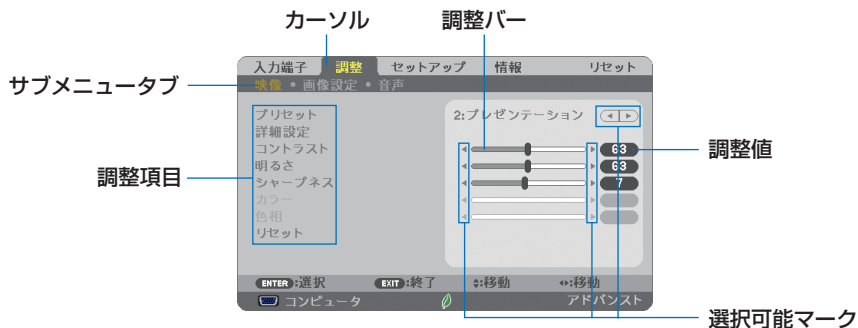 カーソル 調整バー
入力端子 調整 セットアップ 情報 リセット
サブメニュータブ
映像 • 画像設定 • 音声
プリセット 2:プレゼンテーション
詳細設定
コントラスト 63
調整値
明るさ 63
調整項目
シャープネス 7
カラー
色相
リセット
ENTER:選択 EXIT:終了 :移動 :移動
コンピュータ アドバンスト
選択可能マーク